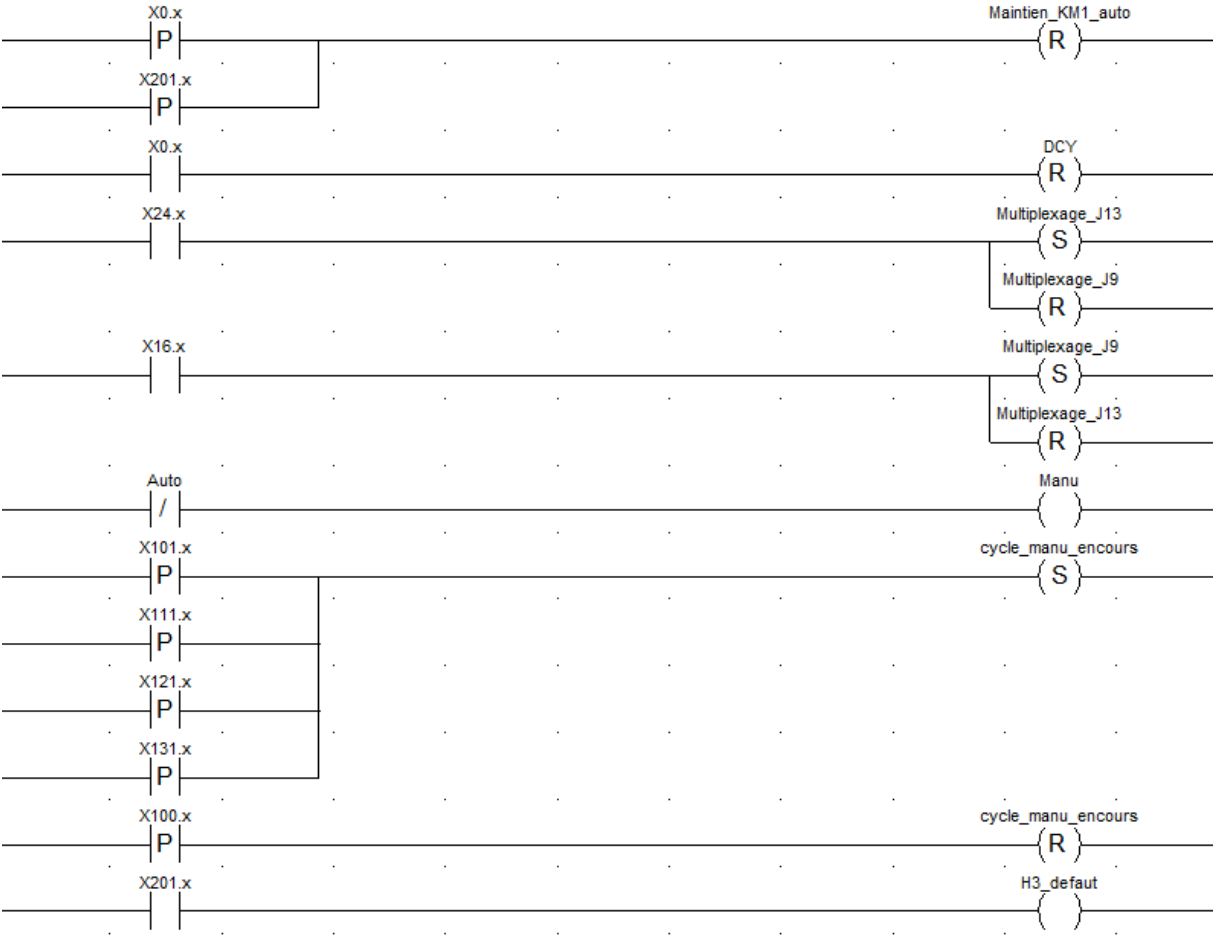 X0.x Maintien_KM1_auto
P R
X201.x
P
X0.x DCY
R
X24.x Multiplexage_J13
S
Multiplexage_J9
R
X16.x Multiplexage_J9
S
Multiplexage_J13
R
Auto Manu
/
X101.x cycle_manu_encours
P S
X111.x
P
X121.x
P
X131.x
P
X100.x cycle_manu_encours
P R
X201.x H3_defaut